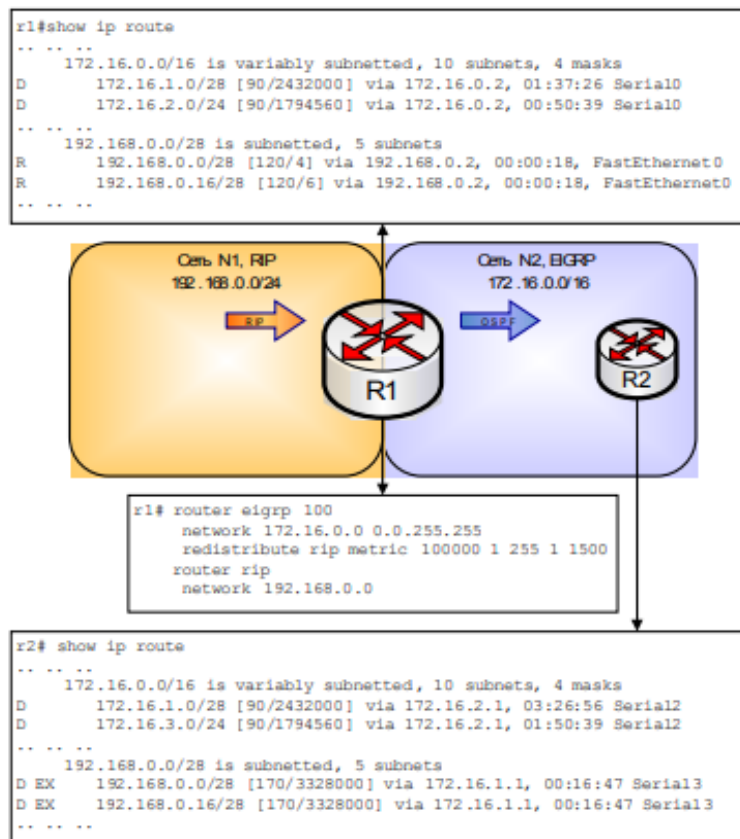 r1#show ip route
.. .. ..
172.16.0.0/16 is variably subnetted, 10 subnets, 4 masks
D 172.16.1.0/28 [90/2432000] via 172.16.0.2, 01:37:26 Serial0
D 172.16.2.0/24 [90/1794560] via 172.16.0.2, 00:50:39 Serial0
.. .. ..
192.168.0.0/28 is subnetted, 5 subnets
R 192.168.0.0/28 [120/4] via 192.168.0.2, 00:00:18, FastEthernet0
R 192.168.0.16/28 [120/6] via 192.168.0.2, 00:00:18, FastEthernet0
.. .. ..
Сеть N1, RIP
192.168.0.0/24
Сеть N2, EIGRP
172.16.0.0/16
RIP
OSPF
R1
R2
r1# router eigrp 100
network 172.16.0.0 0.0.255.255
redistribute rip metric 100000 1 255 1 1500
router rip
network 192.168.0.0
r2# show ip route
.. .. ..
172.16.0.0/16 is variably subnetted, 10 subnets, 4 masks
D 172.16.1.0/28 [90/2432000] via 172.16.2.1, 03:26:56 Serial2
D 172.16.3.0/24 [90/1794560] via 172.16.2.1, 01:50:39 Serial2
.. .. ..
192.168.0.0/28 is subnetted, 5 subnets
D EX 192.168.0.0/28 [170/3328000] via 172.16.1.1, 00:16:47 Serial3
D EX 192.168.0.16/28 [170/3328000] via 172.16.1.1, 00:16:47 Serial3
.. .. ..